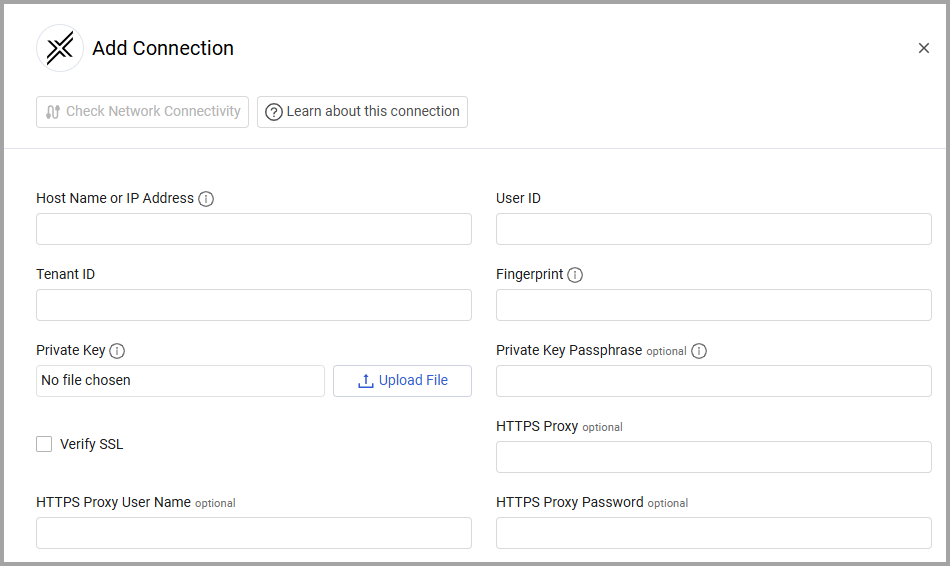 Add Connection
Check Network Connectivity
Learn about this connection
Host Name or IP Address
User ID
Tenant ID
Fingerprint
Private Key
Private Key Passphrase optional
No file chosen
Upload File
HTTPS Proxy optional
Verify SSL
HTTPS Proxy User Name optional
HTTPS Proxy Password optional